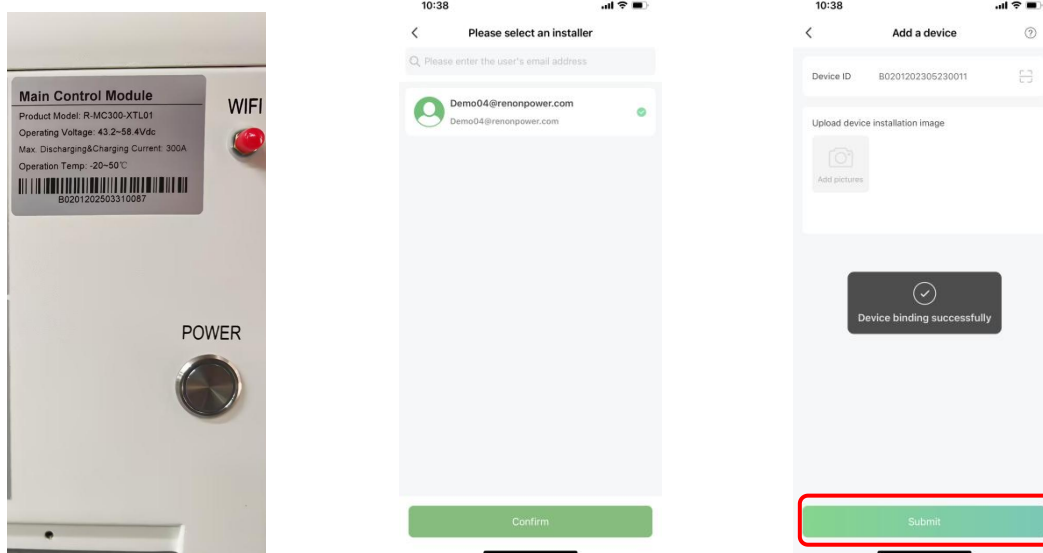 Main Control Module
Product Model: R-MC300-XTL01
Operating Voltage: 43.2~58.4Vdc
Max. Discharging&Charging Current: 300A
Operation Temp: -20~50℃
B0201202503310087
WIFI
POWER
10:38
Please select an installer
Please enter the user's email address
Demo04@renonpower.com
Demo04@renonpower.com
Confirm
10:38
Add a device
Device ID B0201202305230011
Upload device installation image
Add pictures
Device binding successfully
Submit